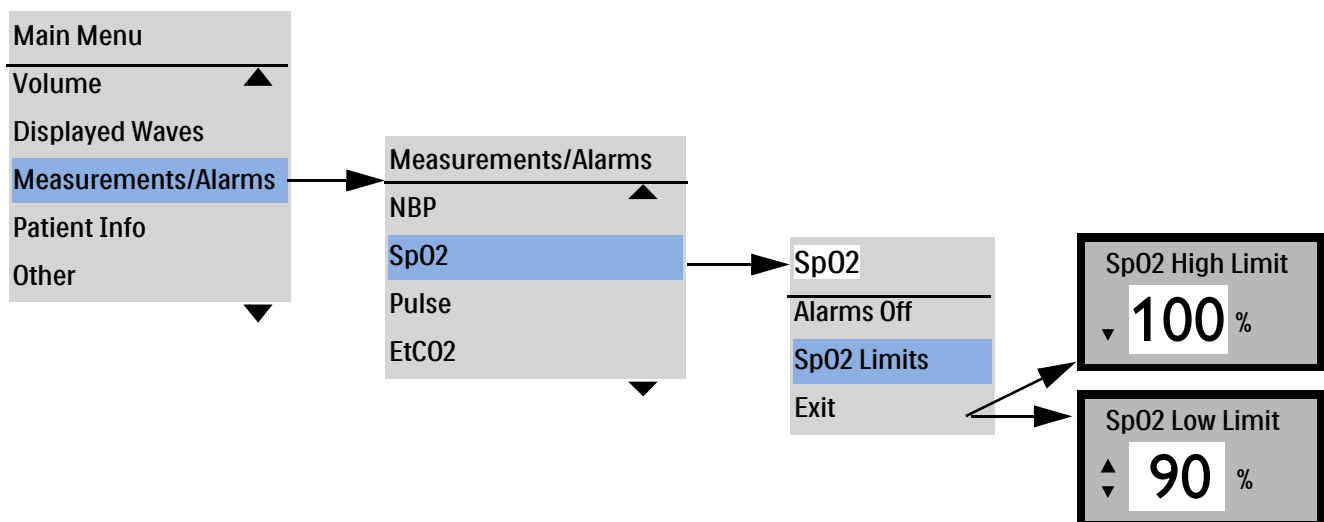 Main Menu
Volume
Displayed Waves
Measurements/Alarms
Patient Info
Other
Measurements/Alarms
NBP
SpO2
Pulse
EtCO2
SpO2
Alarms Off
SpO2 Limits
Exit
SpO2 High Limit
100 %
SpO2 Low Limit
90 %